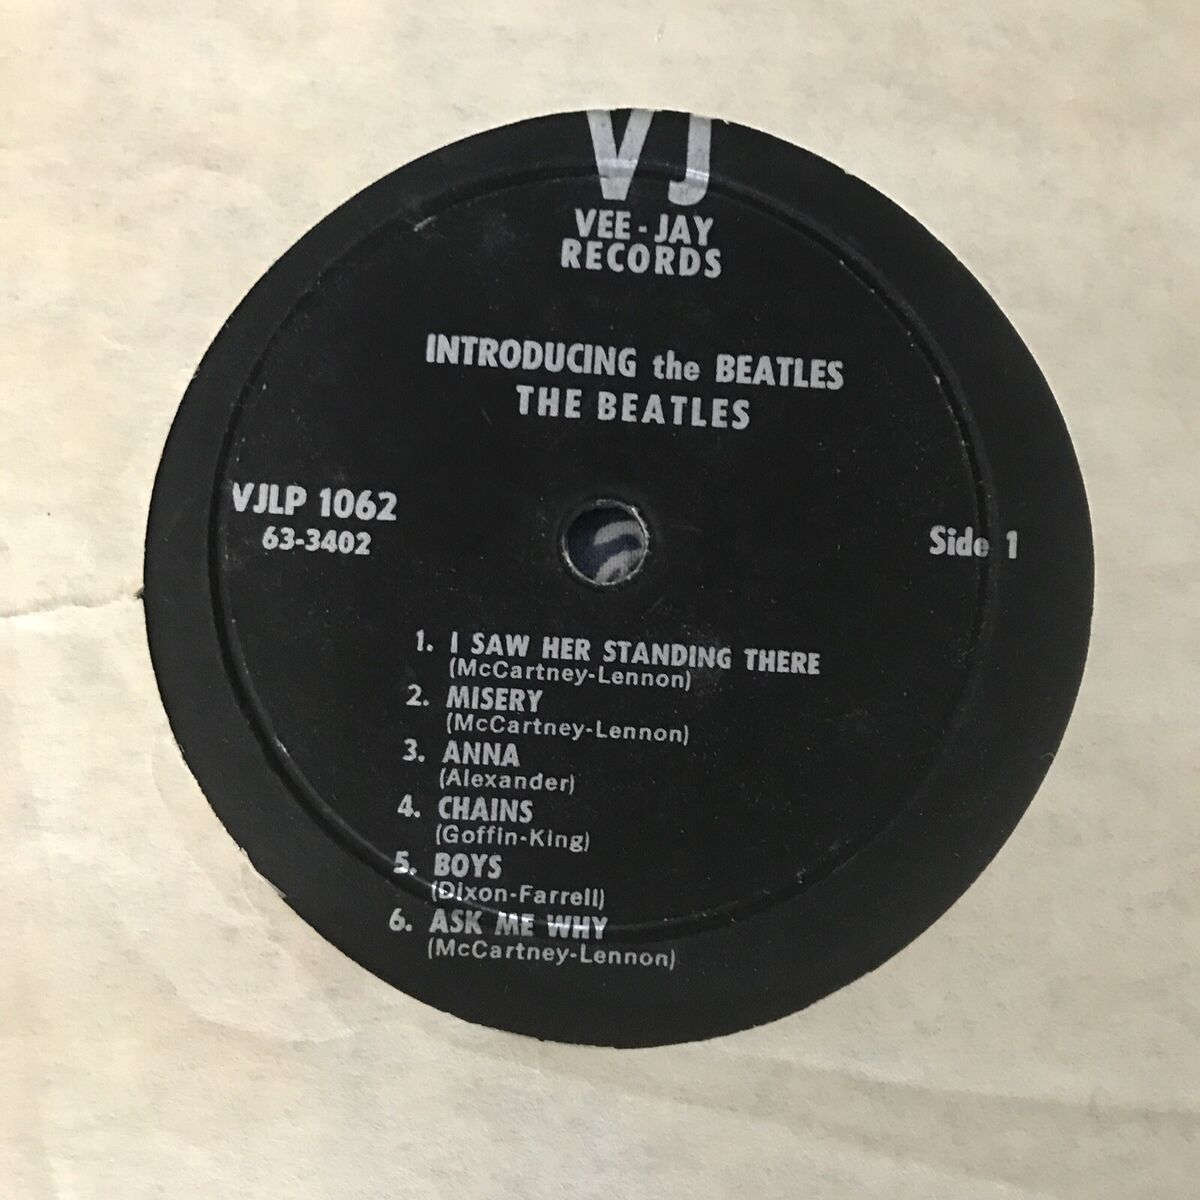 VJ
VEE-JAY
RECORDS
INTRODUCING the BEATLES
THE BEATLES
VJLP 1062
63-3402
Side 1
1. I SAW HER STANDING THERE
(McCartney-Lennon)
2. MISERY
(McCartney-Lennon)
3. ANNA
(Alexander)
4. CHAINS
(Goffin-King)
5. BOYS
(Dixon-Farrell)
6. ASK ME WHY
(McCartney-Lennon)